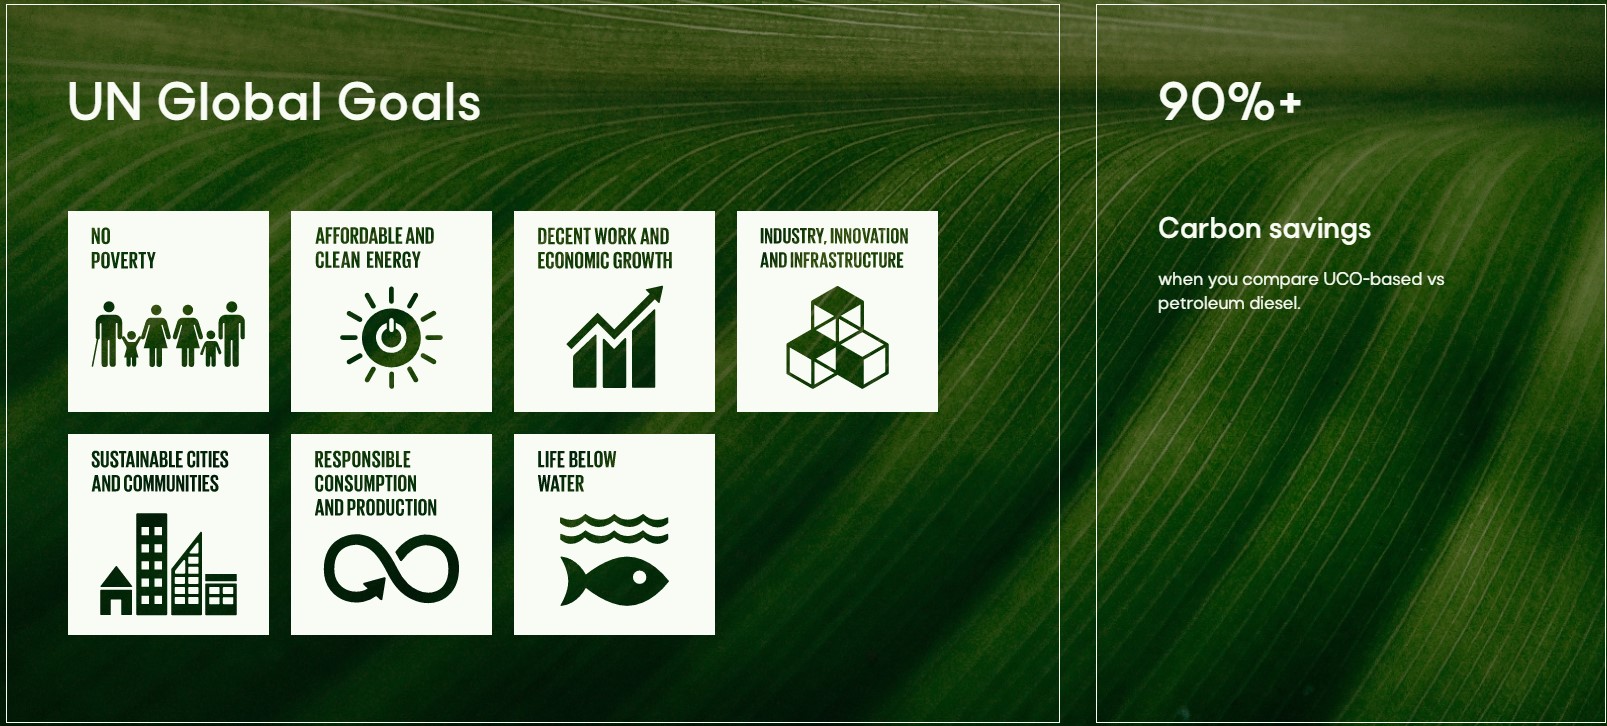 UN Global Goals
NO
POVERTY
AFFORDABLE AND
CLEAN ENERGY
DECENT WORK AND
ECONOMIC GROWTH
INDUSTRY, INNOVATION
AND INFRASTRUCTURE
SUSTAINABLE CITIES
AND COMMUNITIES
RESPONSIBLE
CONSUMPTION
AND PRODUCTION
LIFE BELOW
WATER
90%+
Carbon savings
when you compare UCO-based vs
petroleum diesel.